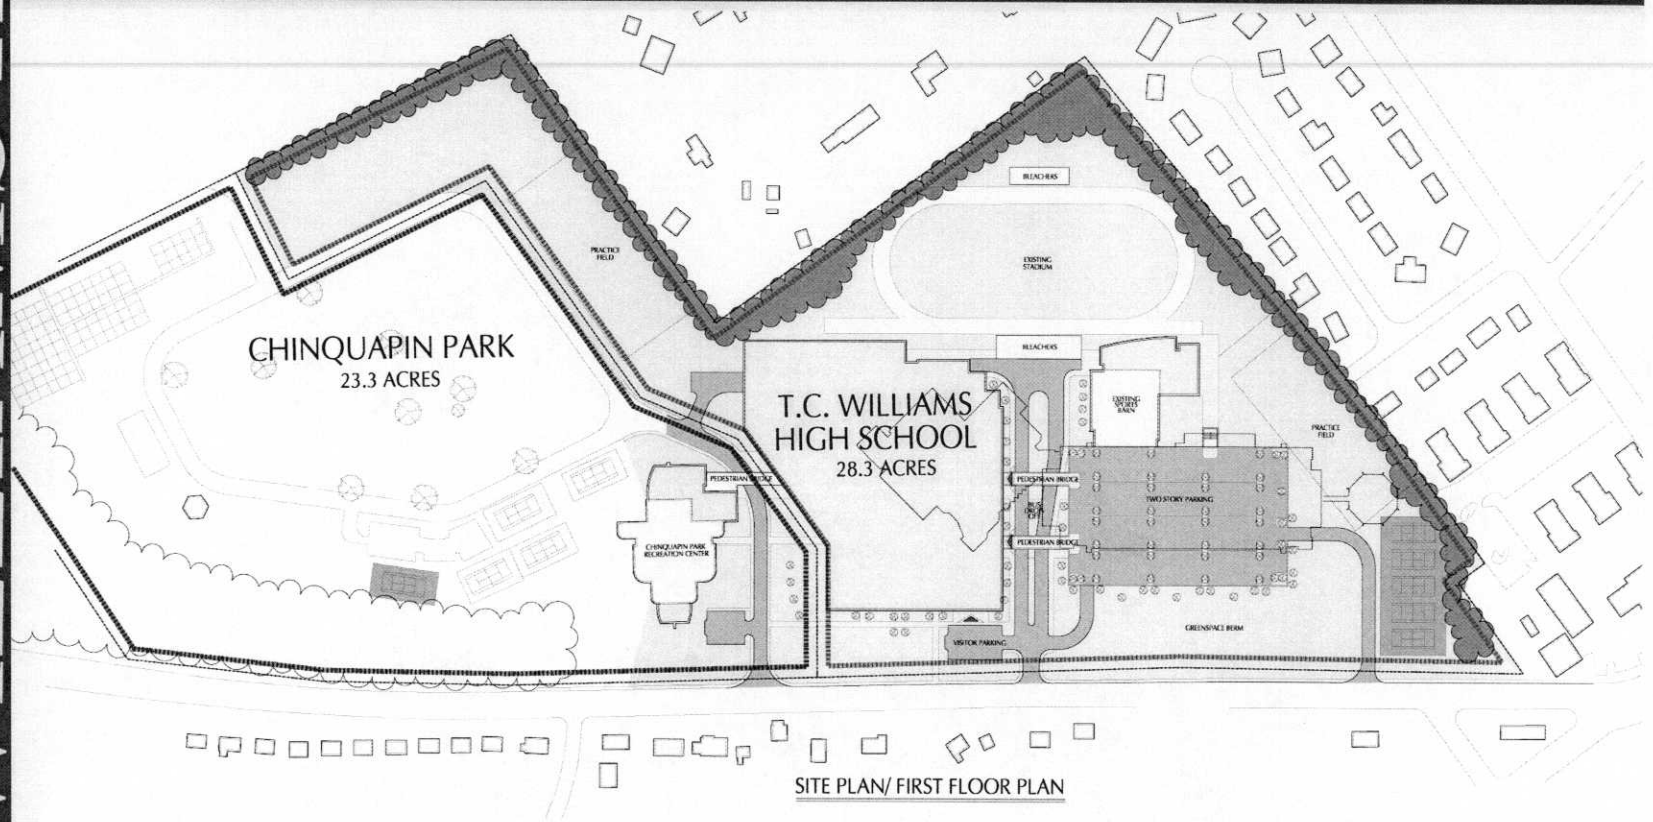 BLEACHERS
PRACTICE
FIELD
EXISTING
STADIUM
CHINQUAPIN PARK
23.3 ACRES
BLEACHERS
T.C. WILLIAMS
HIGH SCHOOL
28.3 ACRES
EXISTING
SPORTS
BARN
PRACTICE
FIELD
PEDESTRIAN BRIDGE
PEDESTRIAN BRIDGE
TWO STORY PARKING
PEDESTRIAN BRIDGE
CHINQUAPIN PARK
RECREATION CENTER
GREENSPACE BERM
VISITOR PARKING
SITE PLAN/ FIRST FLOOR PLAN